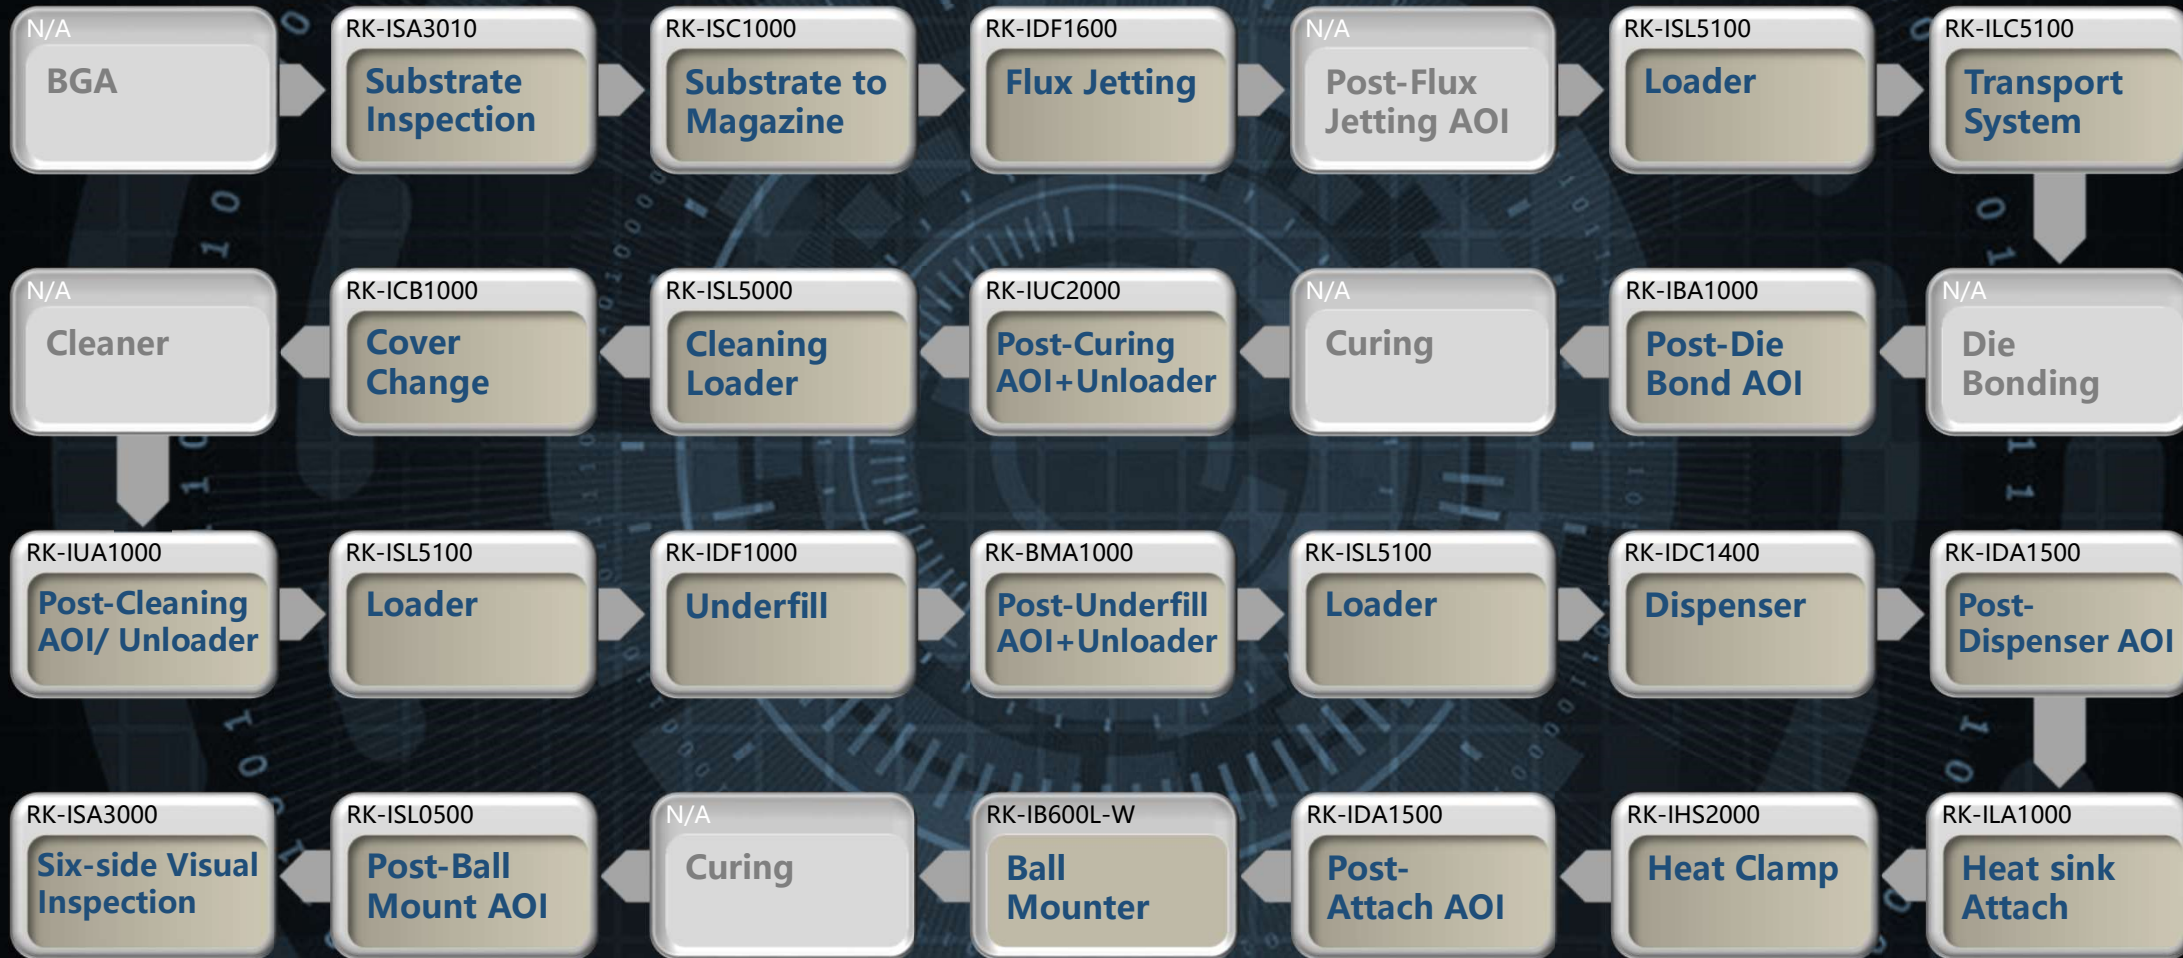 N/A
BGA
RK-ISA3010
Substrate
Inspection
RK-ISC1000
Substrate to
Magazine
RK-IDF1600
Flux Jetting
N/A
Post-Flux
Jetting AOI
RK-ISL5100
Loader
RK-ILC5100
Transport
System
N/A
Die
Bonding
RK-IBA1000
Post-Die
Bond AOI
N/A
Curing
RK-IUC2000
Post-Curing
AOI+Unloader
RK-ISL5000
Cleaning
Loader
RK-ICB1000
Cover
Change
N/A
Cleaner
RK-IUA1000
Post-Cleaning
AOI/ Unloader
RK-ISL5100
Loader
RK-IDF1000
Underfill
RK-BMA1000
Post-Underfill
AOI+Unloader
RK-ISL5100
Loader
RK-IDC1400
Dispenser
RK-IDA1500
Post-
Dispenser AOI
RK-ILA1000
Heat sink
Attach
RK-IHS2000
Heat Clamp
RK-IDA1500
Post-
Attach AOI
RK-IB600L-W
Ball
Mounter
N/A
Curing
RK-ISL0500
Post-Ball
Mount AOI
RK-ISA3000
Six-side Visual
Inspection